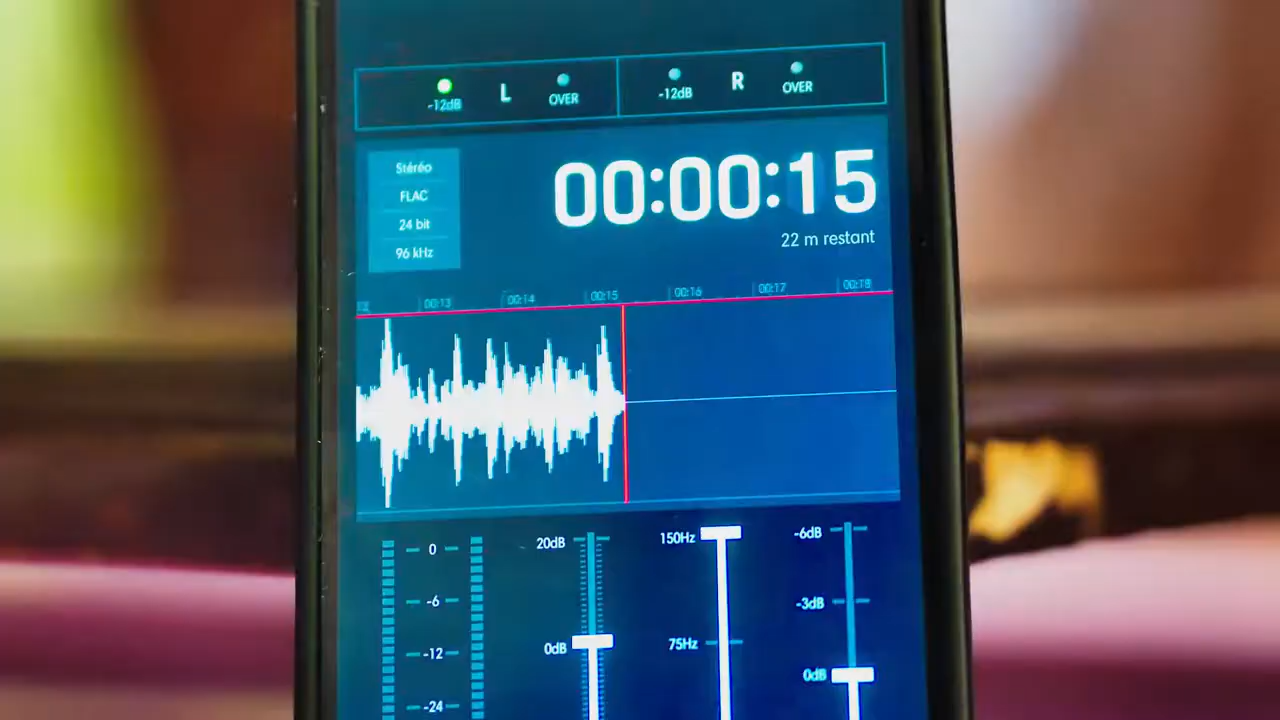 -12dB L OVER -12dB R OVER
Stéréo
FLAC
24 bit
96 kHz
00:00:15
22 m restant
00:13 00:14 00:15 00:16 00:17 00:18
0
-6
-12
-24
20dB
0dB
150Hz
75Hz
-6dB
-3dB
0dB